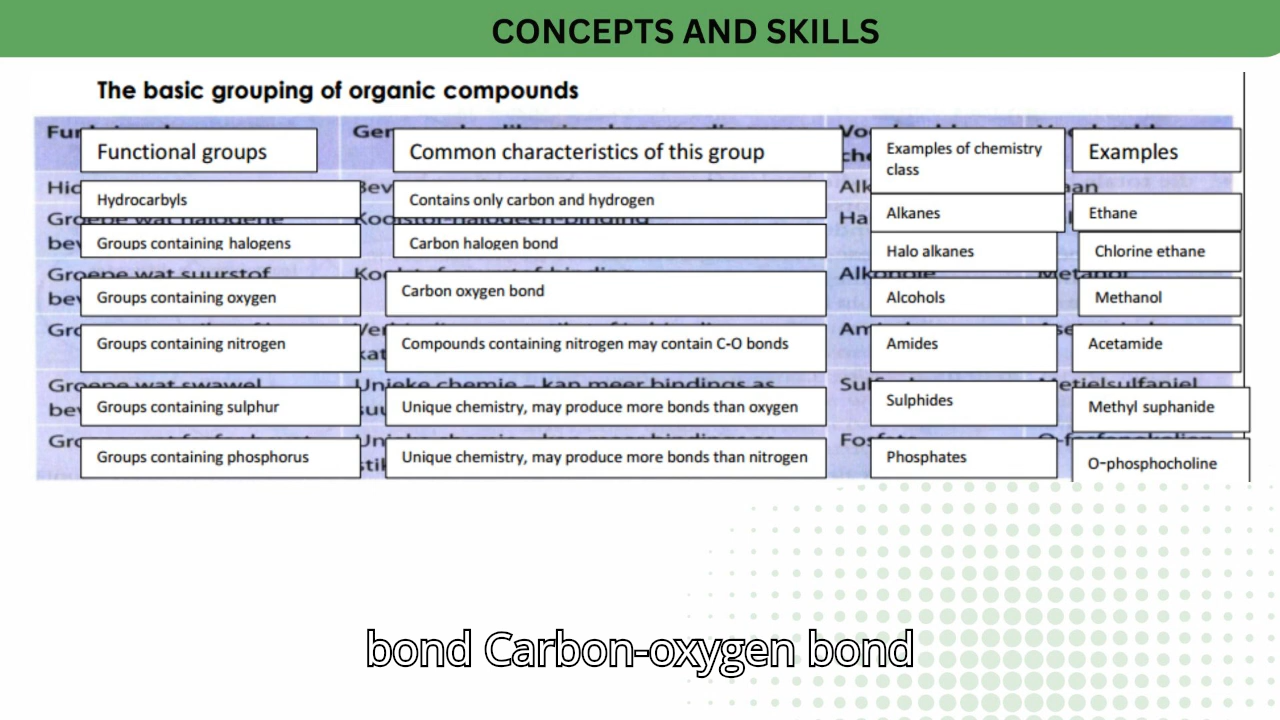 CONCEPTS AND SKILLS
The basic grouping of organic compounds
Functional groups
Common characteristics of this group
Examples of chemistry
class
Examples
Hydrocarbyls
Contains only carbon and hydrogen
Alkanes
Ethane
Groups containing halogens
Carbon halogen bond
Halo alkanes
Chlorine ethane
Groups containing oxygen
Carbon oxygen bond
Alcohols
Methanol
Groups containing nitrogen
Compounds containing nitrogen may contain C-O bonds
Amides
Acetamide
Groups containing sulphur
Unique chemistry, may produce more bonds than oxygen
Sulphides
Methyl suphanide
Groups containing phosphorus
Unique chemistry, may produce more bonds than nitrogen
Phosphates
O-phosphocholine
bond Carbon-oxygen bond